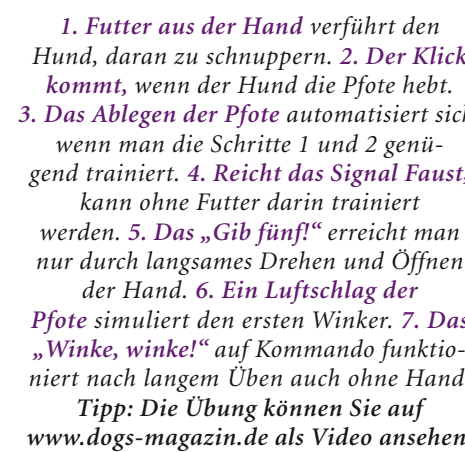 1. Futter aus der Hand verführt den
Hund, daran zu schnuppern. 2. Der Klick
kommt, wenn der Hund die Pfote hebt.
3. Das Ablegen der Pfote automatisiert sich
wenn man die Schritte 1 und 2 genü-
gend trainiert. 4. Reicht das Signal Faust,
kann ohne Futter darin trainiert
werden. 5. Das „Gib fünf!“ erreicht man
nur durch langsames Drehen und Öffnen
der Hand. 6. Ein Luftschlag der
Pfote simuliert den ersten Winker. 7. Das
„Winke, winke!“ auf Kommando funktio-
niert nach langem Üben auch ohne Hand
Tipp: Die Übung können Sie auf
www.dogs-magazin.de als Video ansehen